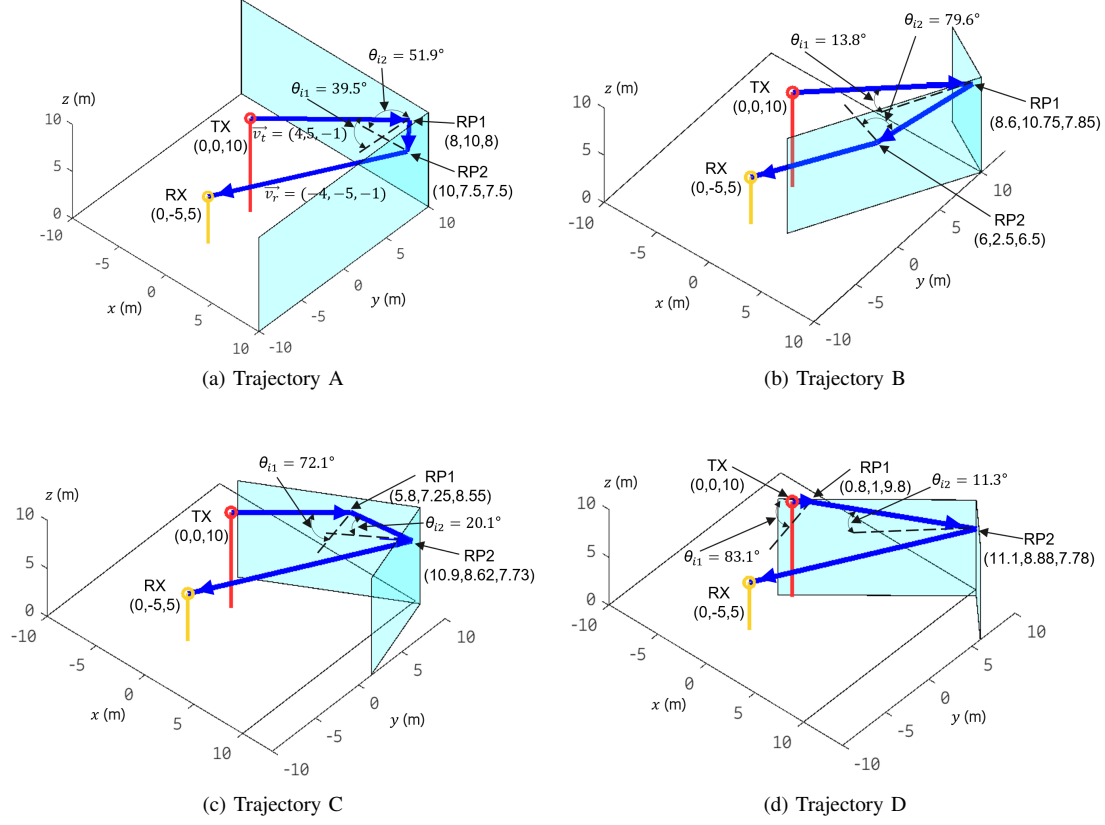 θi2 = 51.9°
θi1 = 39.5°
z (m)
10
5
0
TX
(0,0,10)
v⃗t = (4,5,−1)
RP1
(8,10,8)
RP2
(10,7.5,7.5)
RX
(0,-5,5)
v⃗r = (−4,−5,−1)
-10
-5
0
5
10
x (m)
10
5
0
-5
-10
y (m)
(a) Trajectory A
θi2 = 79.6°
θi1 = 13.8°
z (m)
10
5
0
TX
(0,0,10)
RP1
(8.6,10.75,7.85)
RX
(0,-5,5)
RP2
(6,2.5,6.5)
-10
-5
0
5
10
x (m)
10
5
0
-5
-10
y (m)
(b) Trajectory B
θi1 = 72.1°
RP1
(5.8,7.25,8.55)
z (m)
10
5
0
TX
(0,0,10)
θi2 = 20.1°
RP2
(10.9,8.62,7.73)
RX
(0,-5,5)
-10
-5
0
5
10
x (m)
10
5
0
-5
-10
y (m)
(c) Trajectory C
TX
(0,0,10)
RP1
(0.8,1,9.8)
θi2 = 11.3°
z (m)
10
5
0
RP2
(11.1,8.88,7.78)
θi1 = 83.1°
RX
(0,-5,5)
-10
-5
0
5
10
x (m)
10
5
0
-5
-10
y (m)
(d) Trajectory D